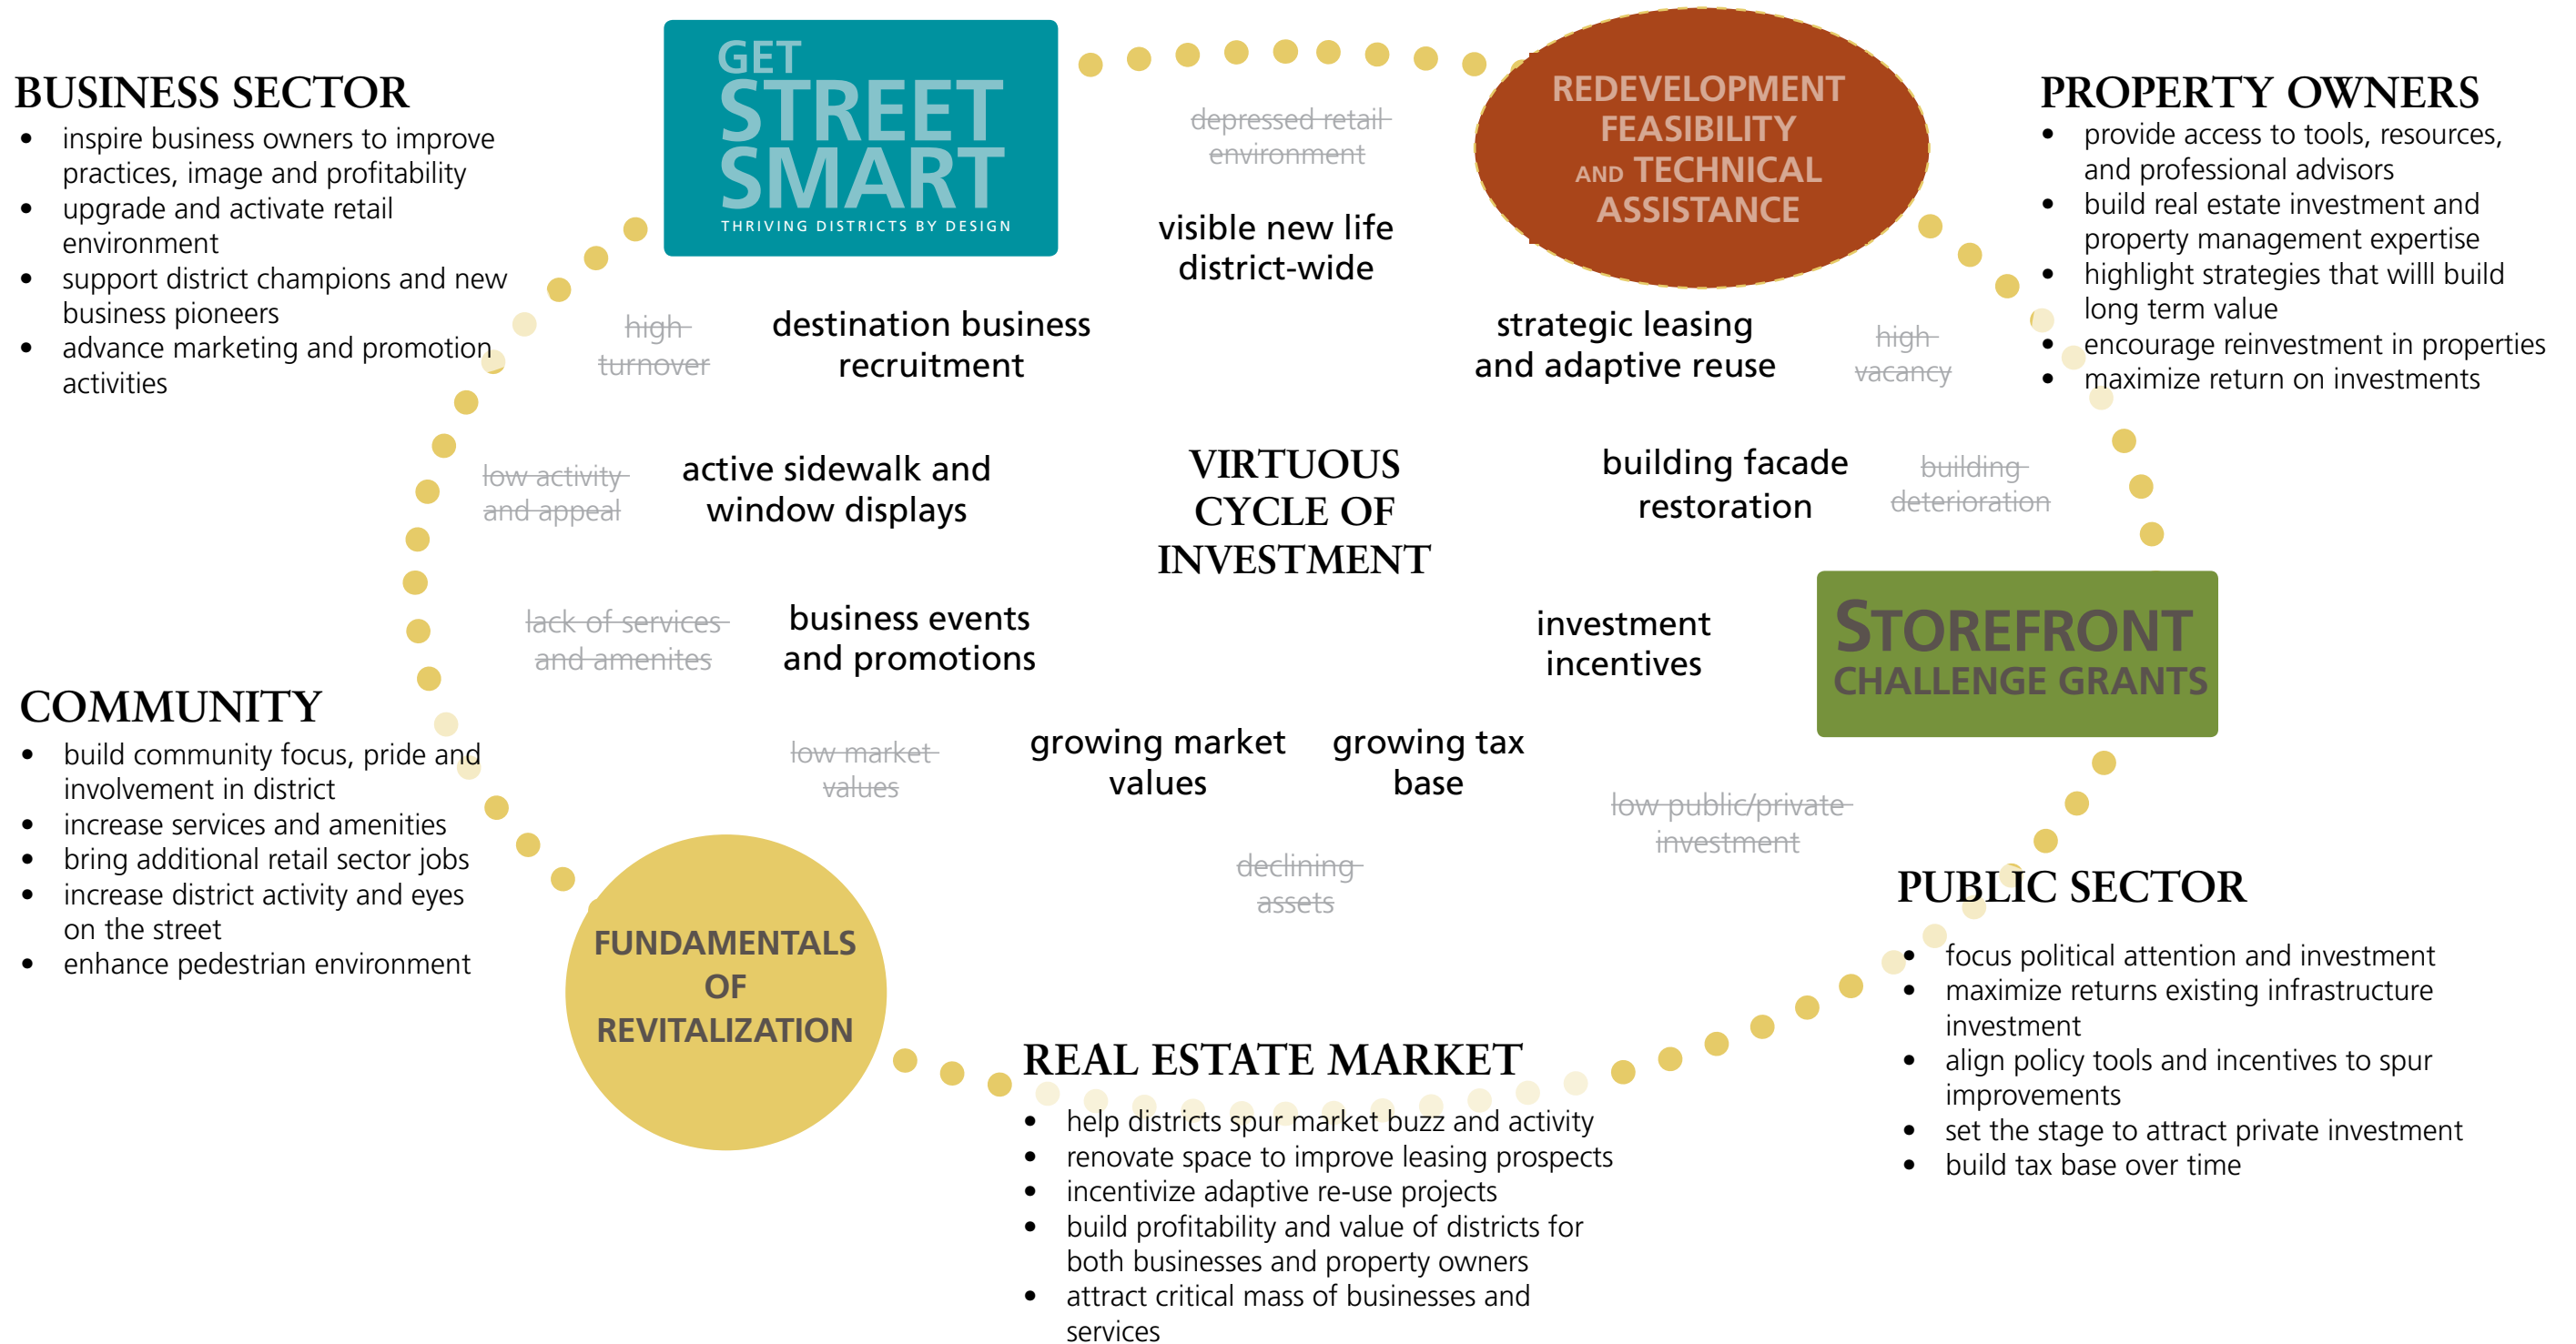 GET
STREET
SMART
THRIVING DISTRICTS BY DESIGN
REDEVELOPMENT
FEASIBILITY
AND TECHNICAL
ASSISTANCE
BUSINESS SECTOR
• inspire business owners to improve
practices, image and profitability
• upgrade and activate retail
environment
• support district champions and new
business pioneers
• advance marketing and promotion
activities
PROPERTY OWNERS
• provide access to tools, resources,
and professional advisors
• build real estate investment and
property management expertise
• highlight strategies that willl build
long term value
• encourage reinvestment in properties
• maximize return on investments
depressed retail
environment
visible new life
district-wide
high
turnover
destination business
recruitment
strategic leasing
and adaptive reuse
high
vacancy
low activity
and appeal
active sidewalk and
window displays
VIRTUOUS
CYCLE OF
INVESTMENT
building facade
restoration
building
deterioration
lack of services
and amenites
business events
and promotions
investment
incentives
STOREFRONT
CHALLENGE GRANTS
COMMUNITY
• build community focus, pride and
involvement in district
• increase services and amenities
• bring additional retail sector jobs
• increase district activity and eyes
on the street
• enhance pedestrian environment
low market
values
growing market
values
growing tax
base
low public/private
investment
declining
assets
FUNDAMENTALS
OF
REVITALIZATION
PUBLIC SECTOR
• focus political attention and investment
• maximize returns existing infrastructure
investment
• align policy tools and incentives to spur
improvements
• set the stage to attract private investment
• build tax base over time
REAL ESTATE MARKET
• help districts spur market buzz and activity
• renovate space to improve leasing prospects
• incentivize adaptive re-use projects
• build profitability and value of districts for
both businesses and property owners
• attract critical mass of businesses and
services